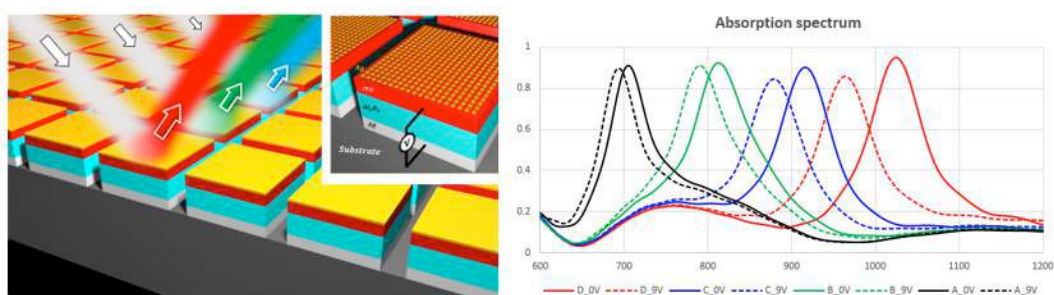 ITO
Al₂O₃
Substrate
Absorption spectrum
1
0.8
0.6
0.4
0.2
0
600 700 800 900 1000 1100 1200
D_0V D_9V C_0V C_9V B_0V B_9V A_0V A_9V